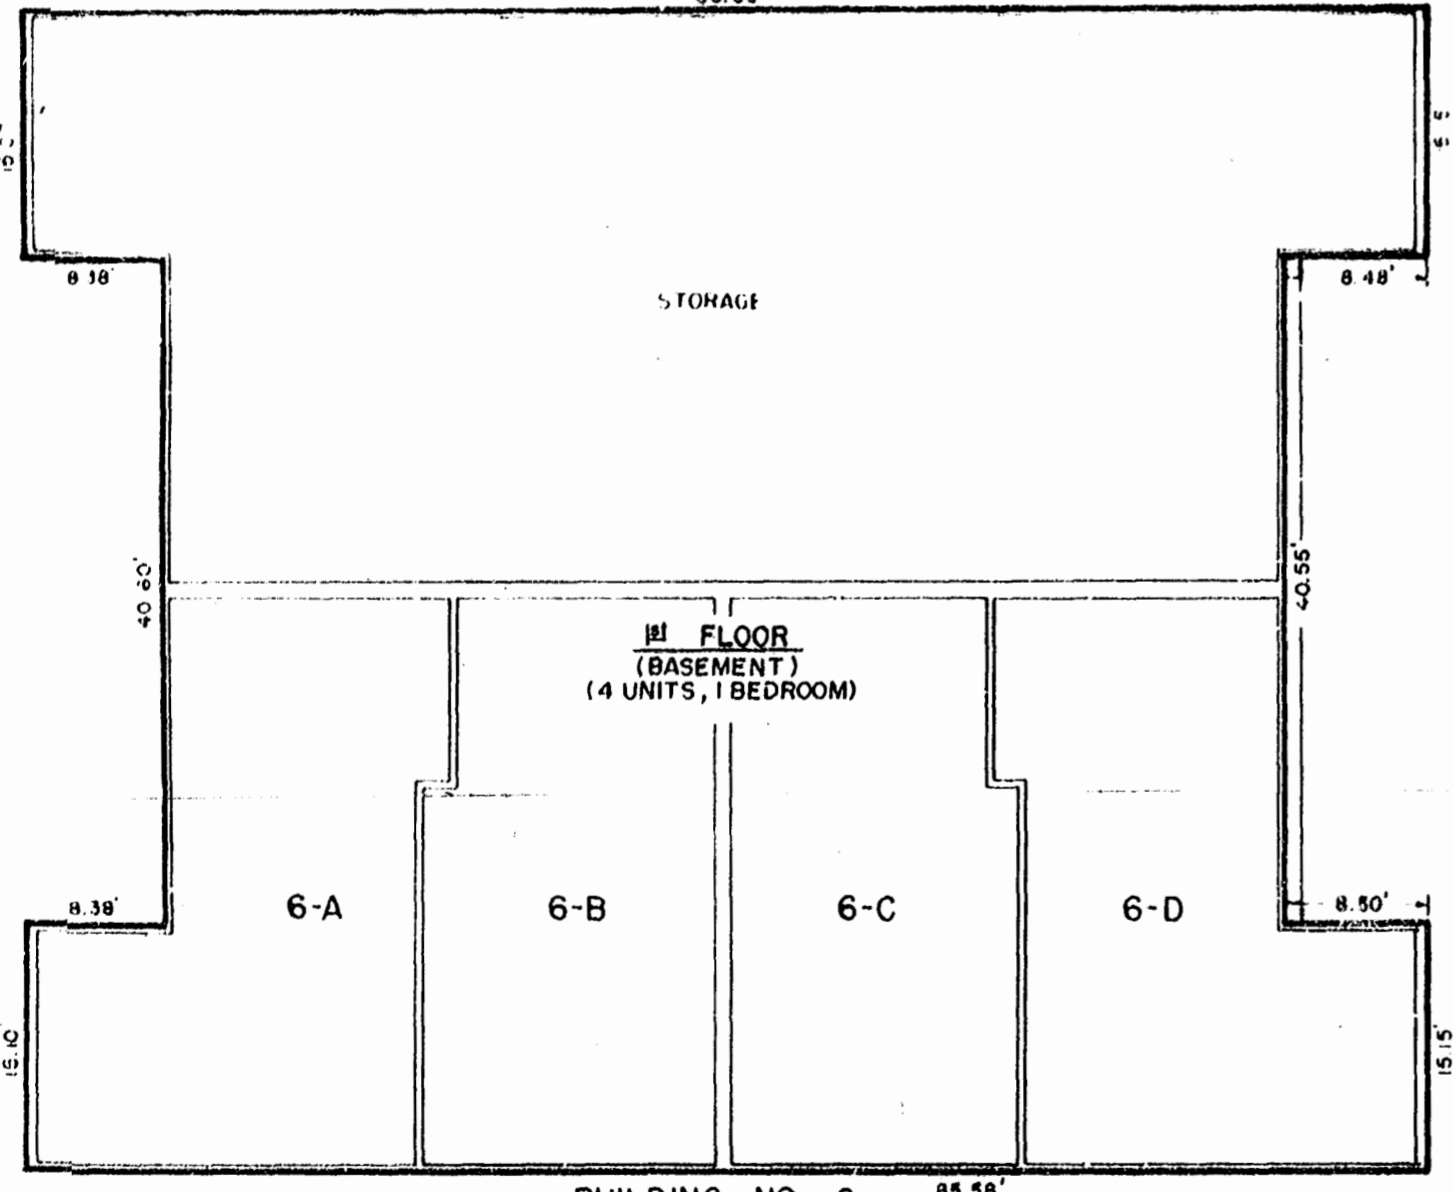 STORAGE
8.48'
40.55'
1st FLOOR
(BASEMENT)
(4 UNITS, 1 BEDROOM)
8.38'
6-A
6-B
6-C
6-D
8.50'
15.10'
15.15'
85.58'